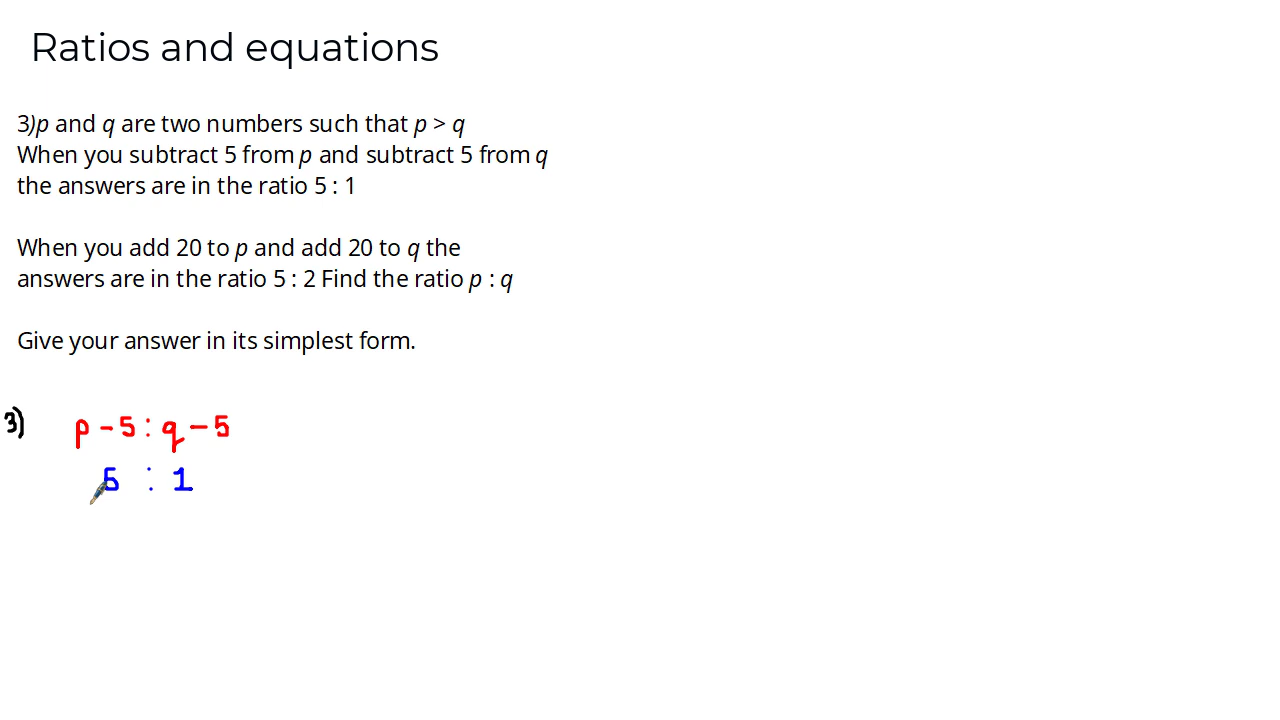 Ratios and equations
3)p and q are two numbers such that p > q
When you subtract 5 from p and subtract 5 from q
the answers are in the ratio 5 : 1
When you add 20 to p and add 20 to q the
answers are in the ratio 5 : 2 Find the ratio p : q
Give your answer in its simplest form.
3) p - 5 : q - 5
5 : 1